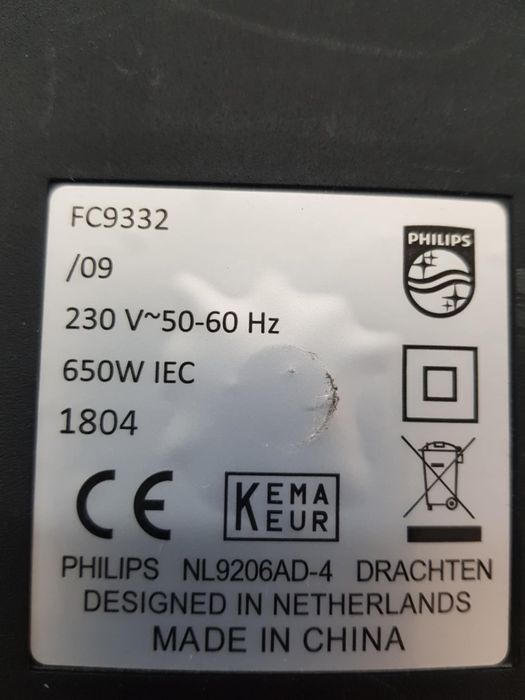 FC9332
/09
230 V~50-60 Hz
650W IEC
1804
PHILIPS
CE
KEMA
EUR
PHILIPS NL9206AD-4 DRACHTEN
DESIGNED IN NETHERLANDS
MADE IN CHINA